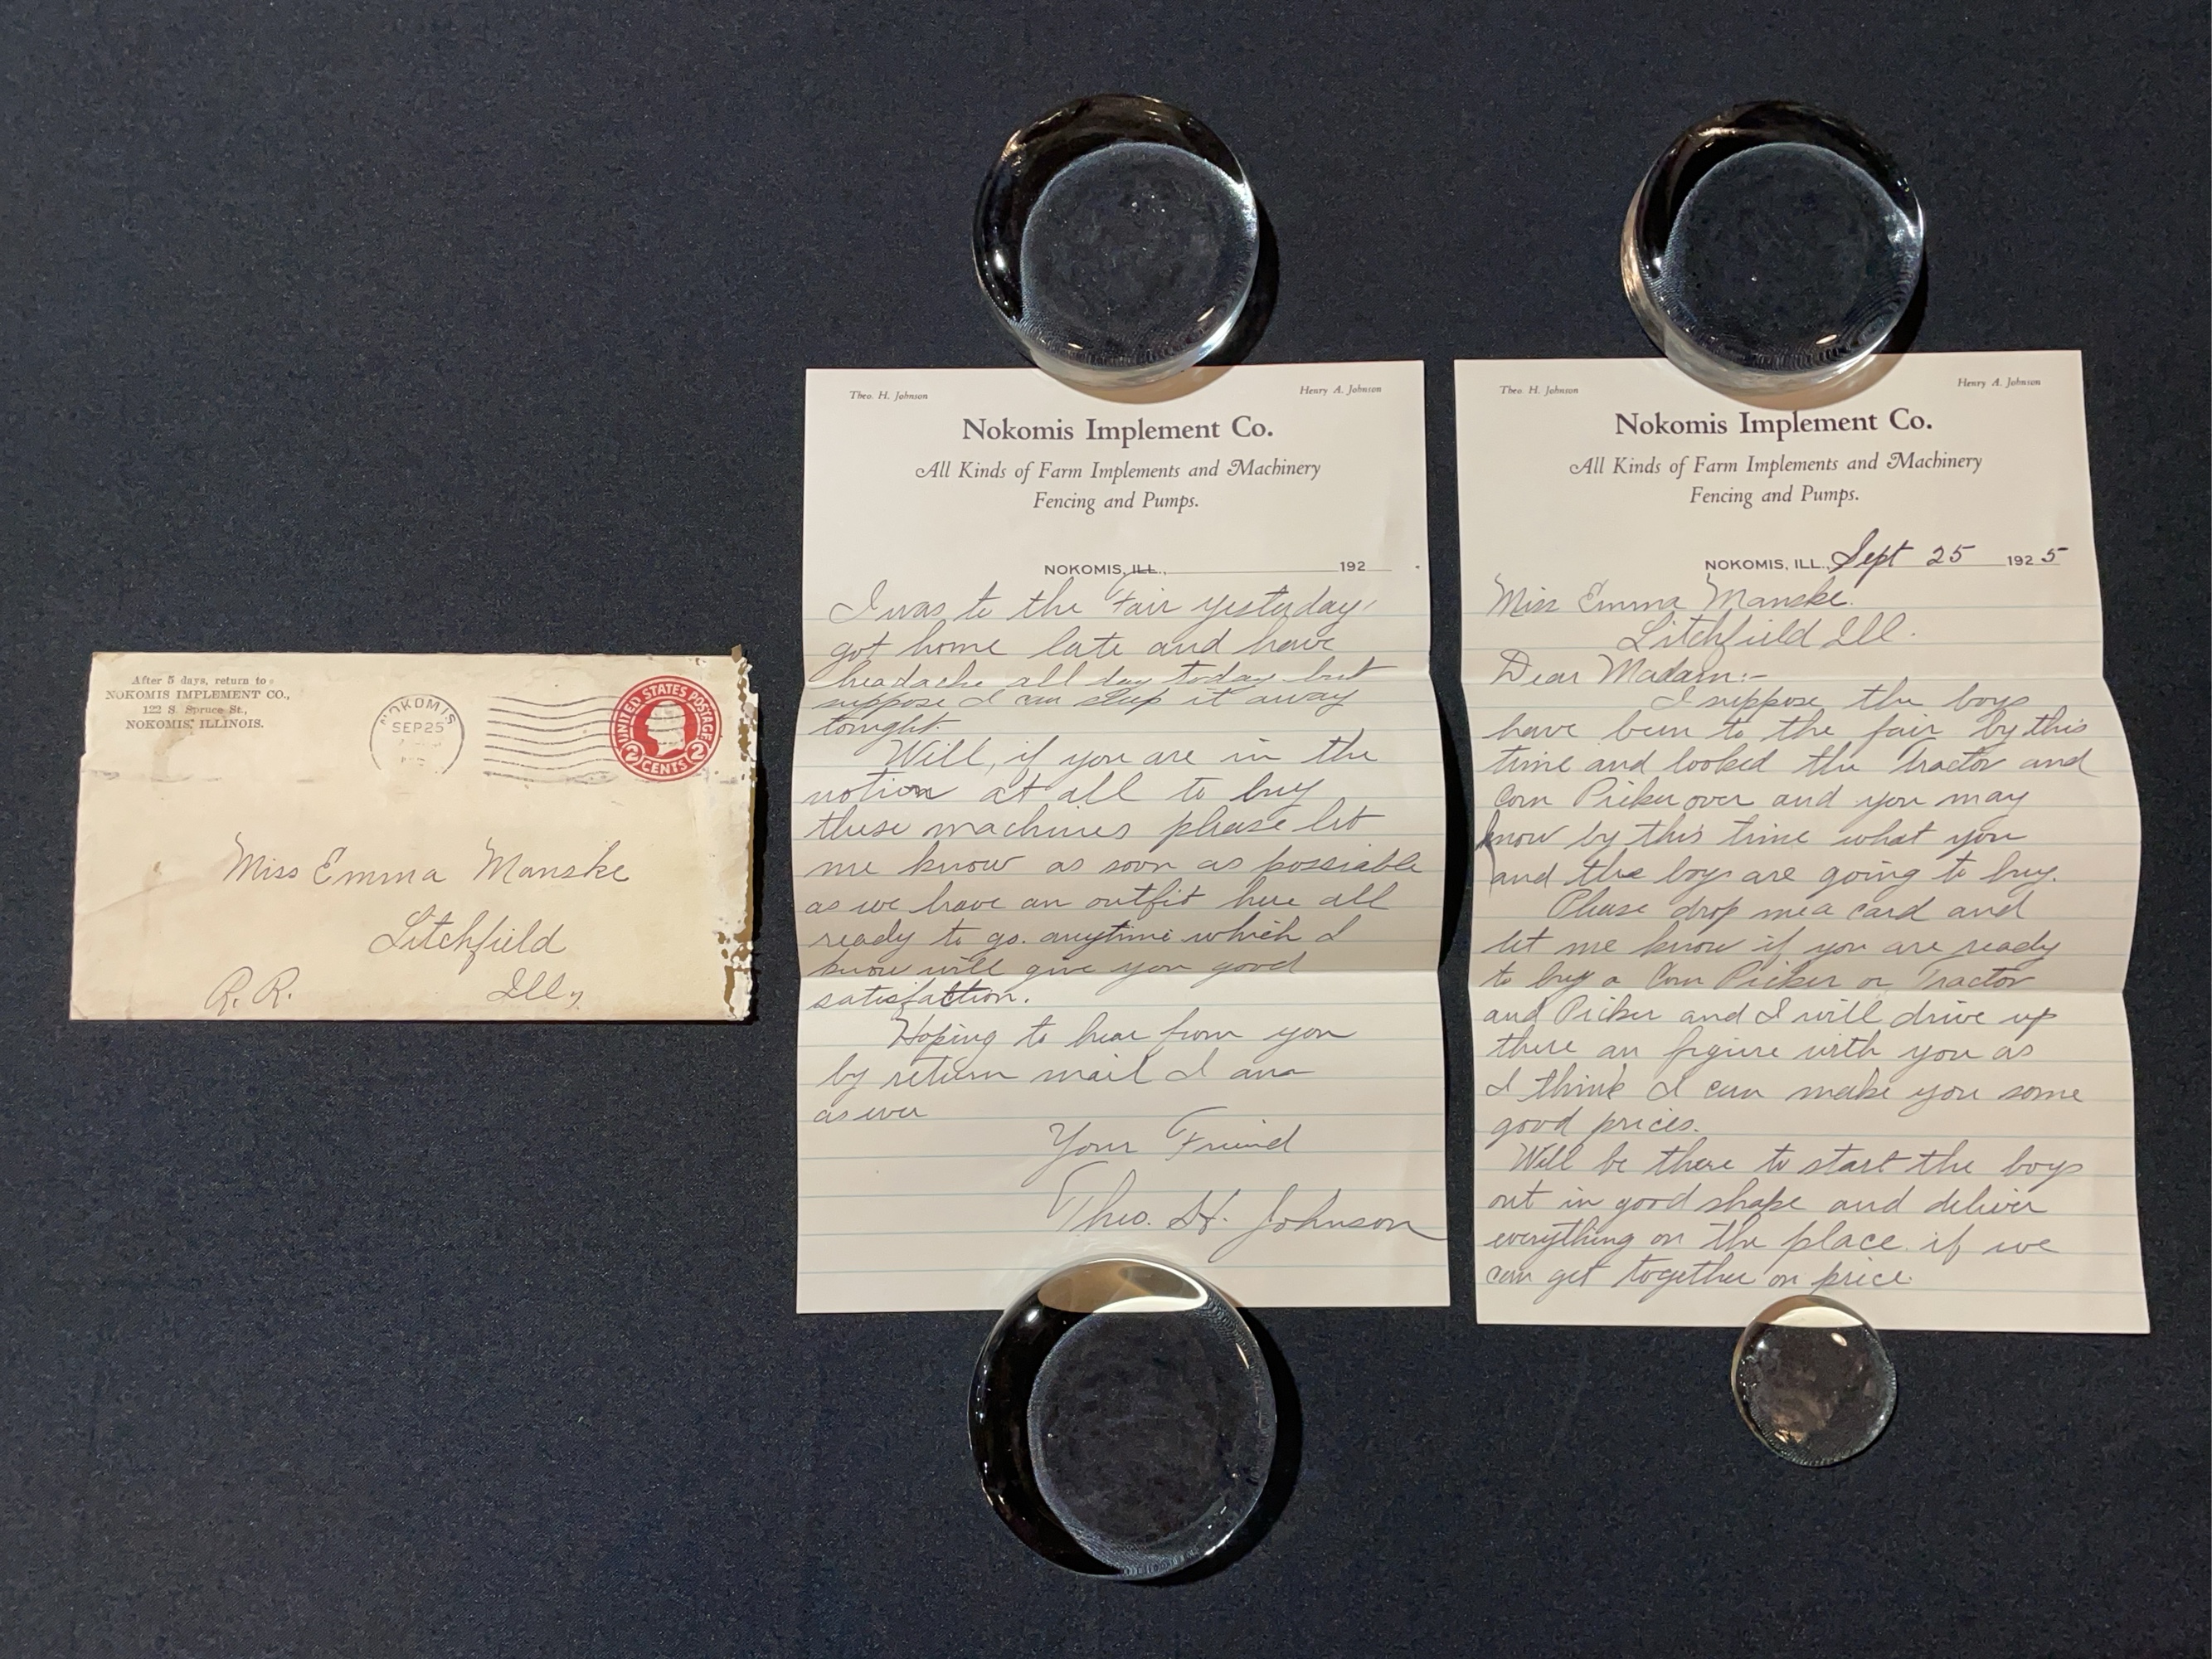 After 5 days, return to
NOKOMIS IMPLEMENT CO.,
122 S. Spruce St.,
NOKOMIS, ILLINOIS.
NOKOMIS
SEP 25
UNITED STATES POSTAGE
2 CENTS 2
Miss Emma Manske
Litchfield
R. R. Ill,
Theo. H. Johnson Henry A. Johnson
Nokomis Implement Co.
All Kinds of Farm Implements and Machinery
Fencing and Pumps.
NOKOMIS, ILL., Sept 25 1925
Miss Emma Manske.
Litchfield Ill.
Dear Madam:-
I suppose the boys
have been to the fair by this
time and looked the Tractor and
Corn Picker over and you may
know by this time what you
and the boys are going to buy.
Please drop me a card and
let me know if you are ready
to buy a Corn Picker or Tractor
and Picker and I will drive up
there an figure with you as
I think I can make you some
good prices.
Will be there to start the boys
out in good shape and deliver
everything on the place if we
can get together on price.
Theo. H. Johnson Henry A. Johnson
Nokomis Implement Co.
All Kinds of Farm Implements and Machinery
Fencing and Pumps.
NOKOMIS, ILL., 192
I was to the Fair yesterday,
got home late and have
headache all day today but
suppose I can sleep it away
tonight.
Will, if you are in the
notion at all to buy
these machines please let
me know as soon as possiable
as we have an outfit here all
ready to go. anytime which I
know will give you good
satisfaction.
Hoping to hear from you
by return mail I am
as ever
Your Friend
Theo. H. Johnson